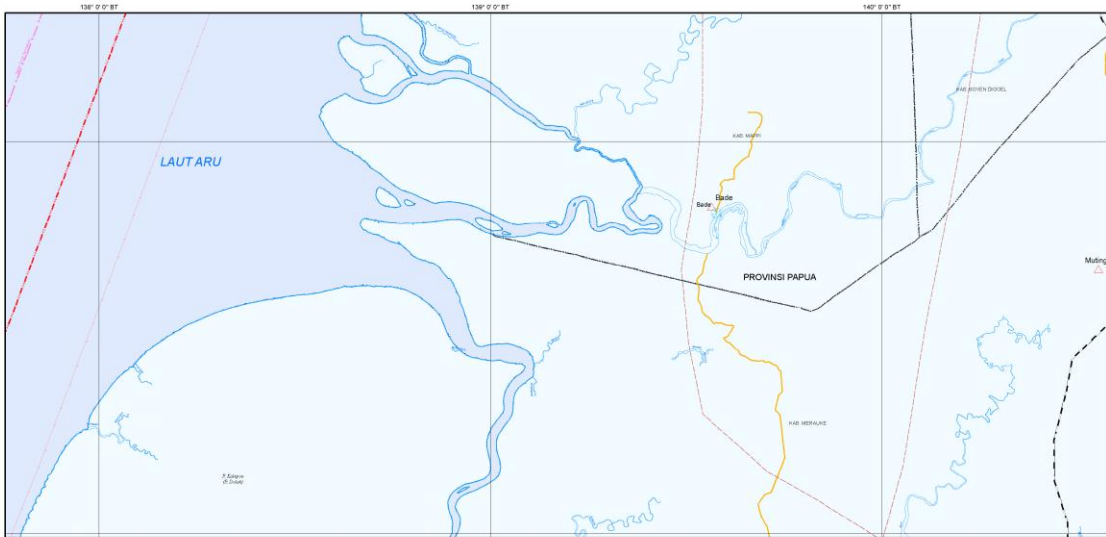 138° 0' 0" BT
139° 0' 0" BT
140° 0' 0" BT
KAB. BOVEN DIGOEL
KAB. MAPPI
LAUT ARU
Bade
Bade
Muting
PROVINSI PAPUA
KAB. MERAUKE